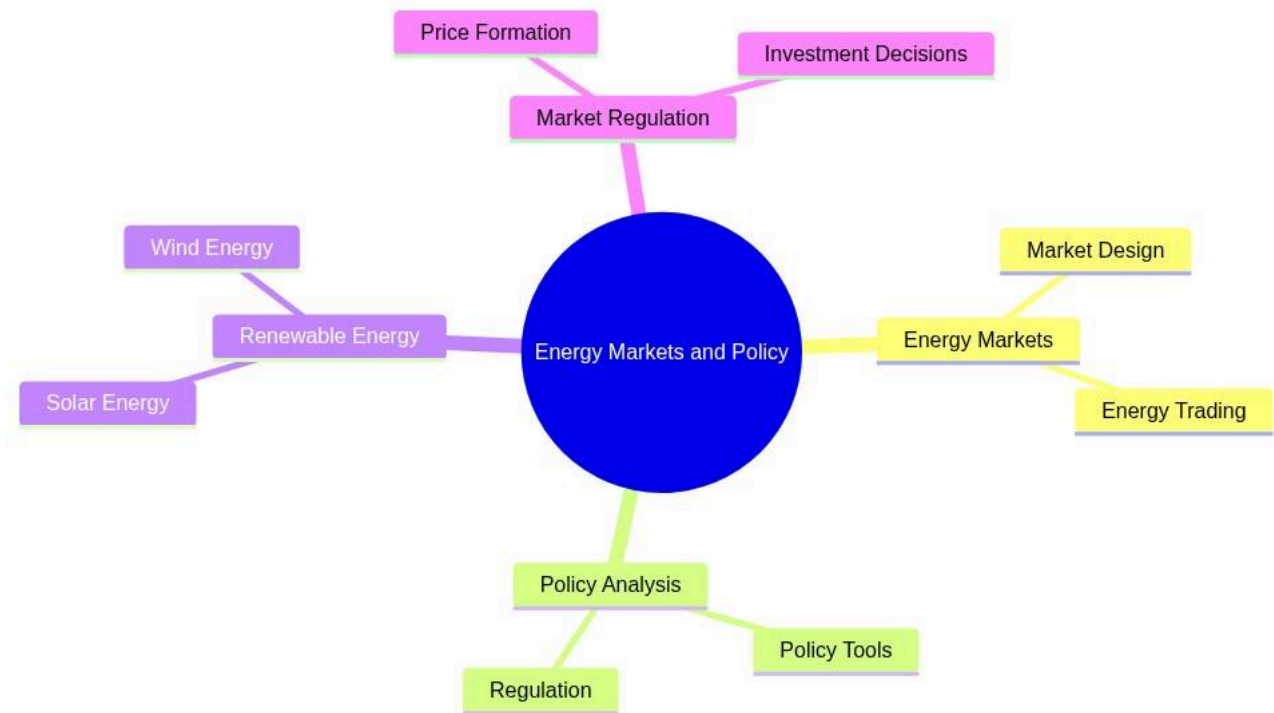 Price Formation
Investment Decisions
Market Regulation
Wind Energy
Market Design
Renewable Energy
Energy Markets and Policy
Energy Markets
Solar Energy
Energy Trading
Policy Analysis
Policy Tools
Regulation